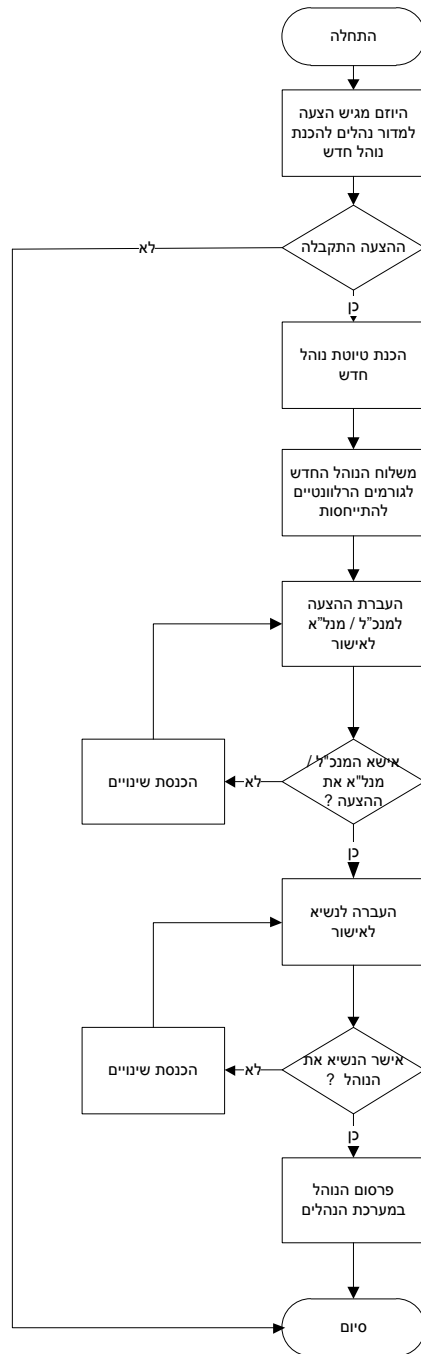 התחלה
היוזם מגיש הצעה
למדור נהלים להכנת
נוהל חדש
ההצעה התקבלה
לא
כן
הכנת טיוטת נוהל
חדש
משלוח הנוהל החדש
לגורמים הרלוונטיים
להתייחסות
העברת ההצעה
למנכ"ל / מנל"א
לאישור
אישא המנכ"ל /
מנל"א את
ההצעה ?
לא
הכנסת שינויים
כן
העברה לנשיא
לאישור
אישר הנשיא את
הנוהל ?
לא
הכנסת שינויים
כן
פרסום הנוהל
במערכת הנהלים
סיום